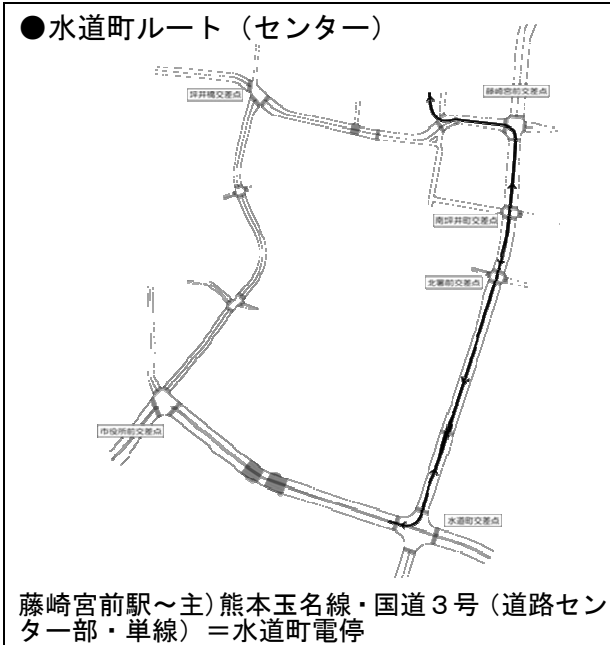 ●水道町ルート（センター）
坪井橋交差点
藤崎宮前交差点
南坪井町交差点
北署前交差点
市役所前交差点
水道町交差点
藤崎宮前駅～主)熊本玉名線・国道３号（道路セン
ター部・単線）＝水道町電停